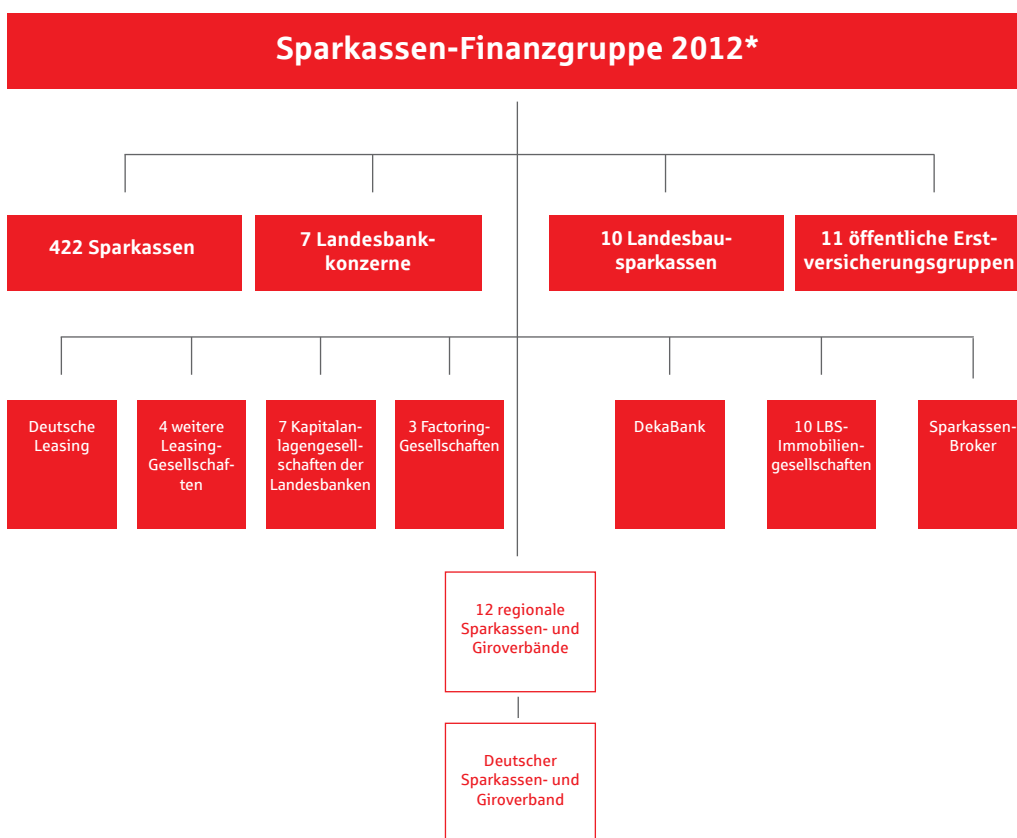 Sparkassen-Finanzgruppe 2012*
422 Sparkassen
7 Landesbank-
konzerne
10 Landesbau-
sparkassen
11 öffentliche Erst-
versicherungsgruppen
Deutsche
Leasing
4 weitere
Leasing-
Gesellschaf-
ten
7 Kapitalan-
lagengesell-
schaften der
Landesbanken
3 Factoring-
Gesellschaften
DekaBank
10 LBS-
Immobilien-
gesellschaften
Sparkassen-
Broker
12 regionale
Sparkassen- und
Giroverbände
Deutscher
Sparkassen- und
Giroverband